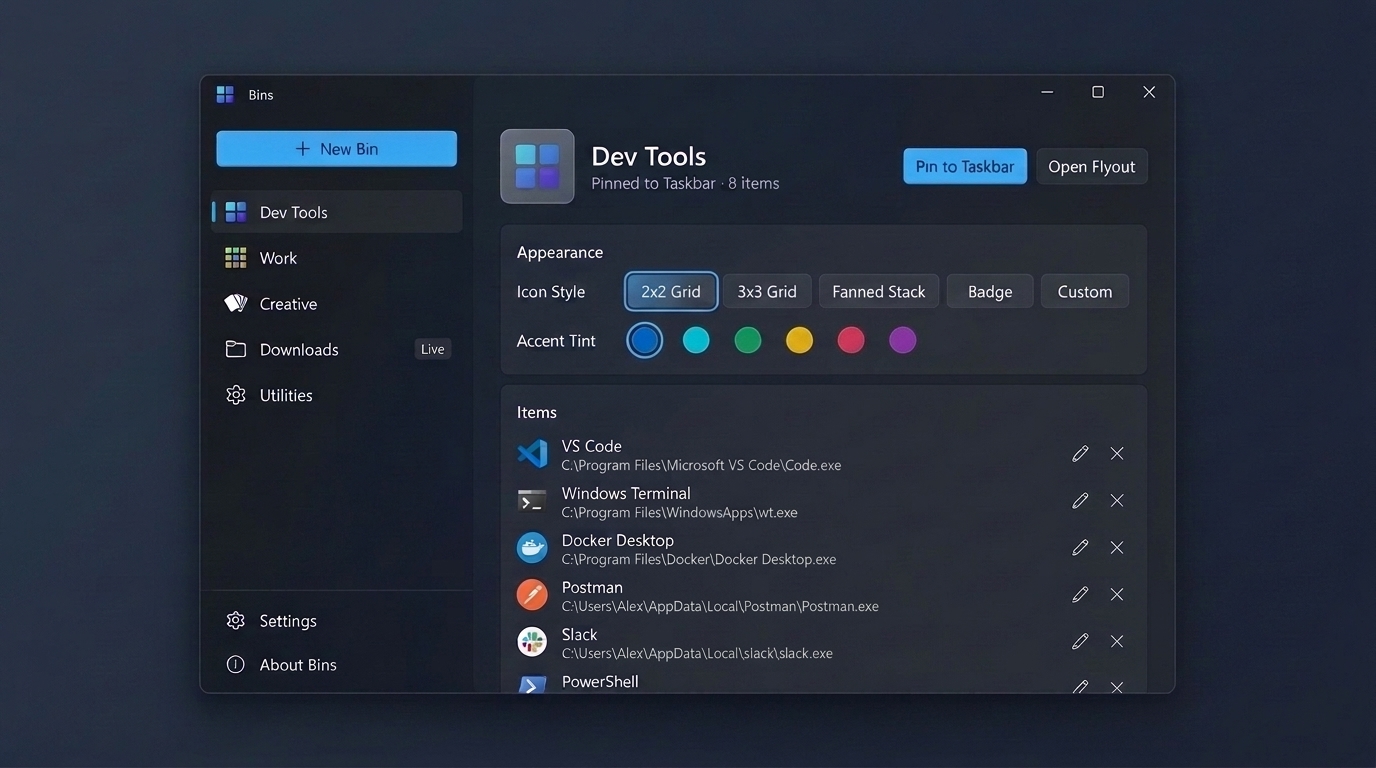 Bins
+ New Bin
Dev Tools
Work
Creative
Downloads
Live
Utilities
Settings
About Bins
Dev Tools
Pinned to Taskbar · 8 items
Pin to Taskbar
Open Flyout
Appearance
Icon Style
2x2 Grid
3x3 Grid
Fanned Stack
Badge
Custom
Accent Tint
Items
VS Code
C:\Program Files\Microsoft VS Code\Code.exe
Windows Terminal
C:\Program Files\WindowsApps\wt.exe
Docker Desktop
C:\Program Files\Docker\Docker Desktop.exe
Postman
C:\Users\Alex\AppData\Local\Postman\Postman.exe
Slack
C:\Users\Alex\AppData\Local\slack\slack.exe
PowerShell